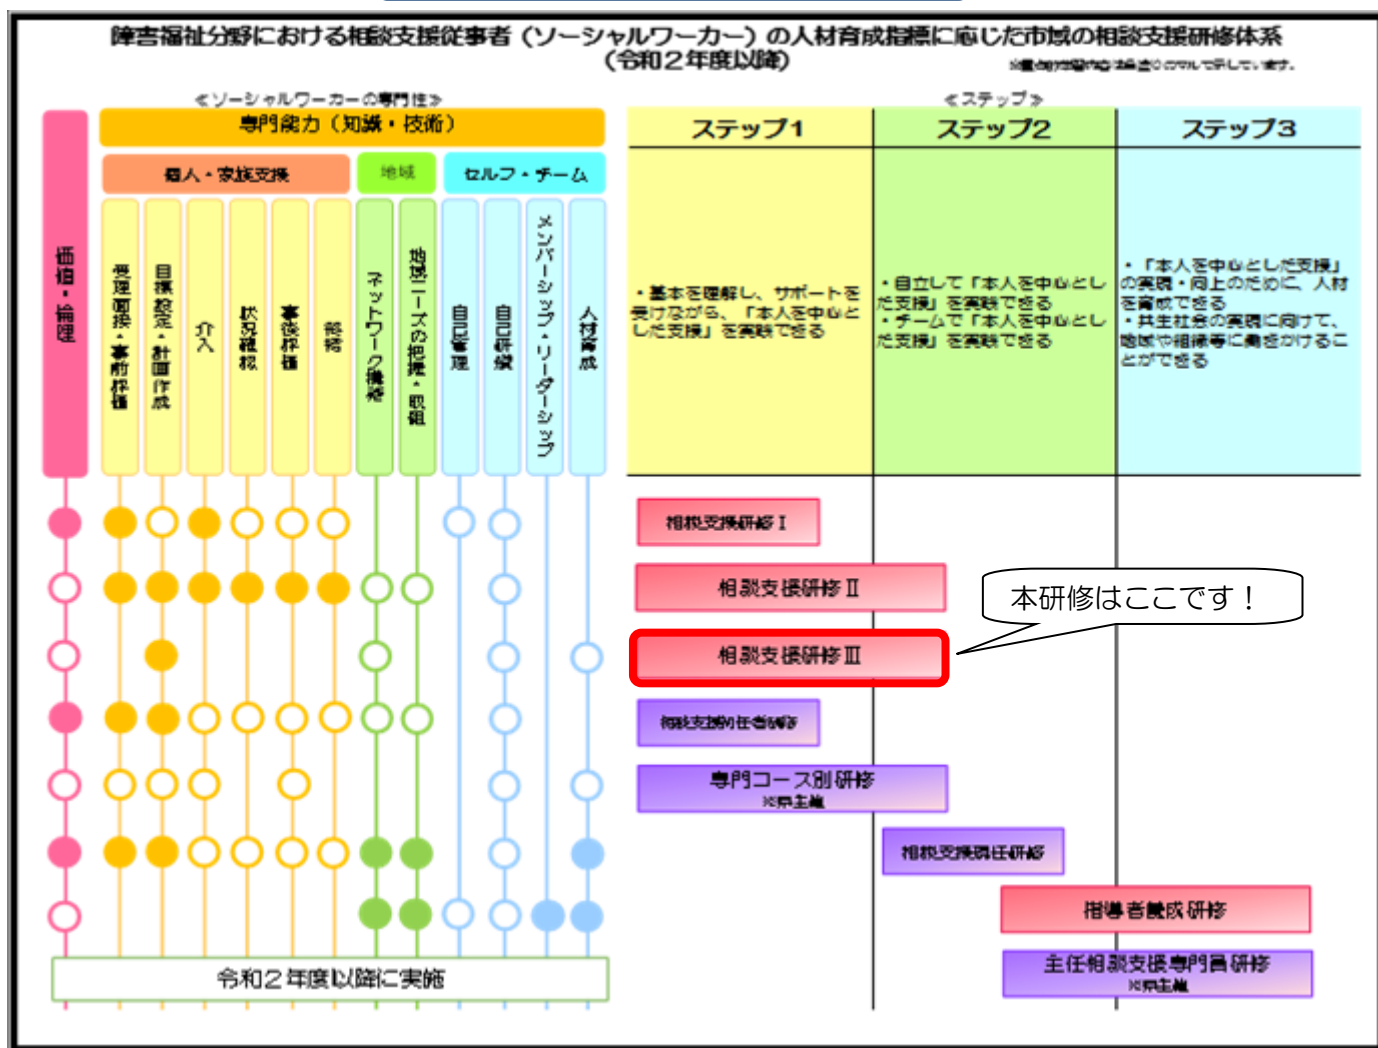 障害福祉分野における相談支援従事者（ソーシャルワーカー）の人材育成指標に応じた市域の相談支援研修体系
（令和２年度以降）
≪ソーシャルワーカーの専門性≫
≪ステップ≫
価値・倫理
専門能力（知識・技術）
個人・家族支援
地域
セルフ・チーム
受理面接・事前評価
目標設定・計画作成
介入
状況確認
事後評価
終結
ネットワーク構築
地域ニーズの把握・取組
自己管理
自己研鑽
メンバーシップ・リーダーシップ
人材育成
ステップ１
ステップ２
ステップ３
・基本を理解し、サポートを
受けながら、「本人を中心と
した支援」を実践できる
・自立して「本人を中心とし
た支援」を実践できる
・チームで「本人を中心とし
た支援」を実践できる
・「本人を中心とした支援」
の実現・向上のために、人材
を育成できる
・共生社会の実現に向けて、
地域や組織等に働きかけるこ
とができる
相談支援研修Ⅰ
相談支援研修Ⅱ
本研修はここです！
相談支援研修Ⅲ
相談支援初任者研修
専門コース別研修
※県主催
相談支援現任研修
指導者養成研修
主任相談支援専門員研修
※県主催
令和２年度以降に実施